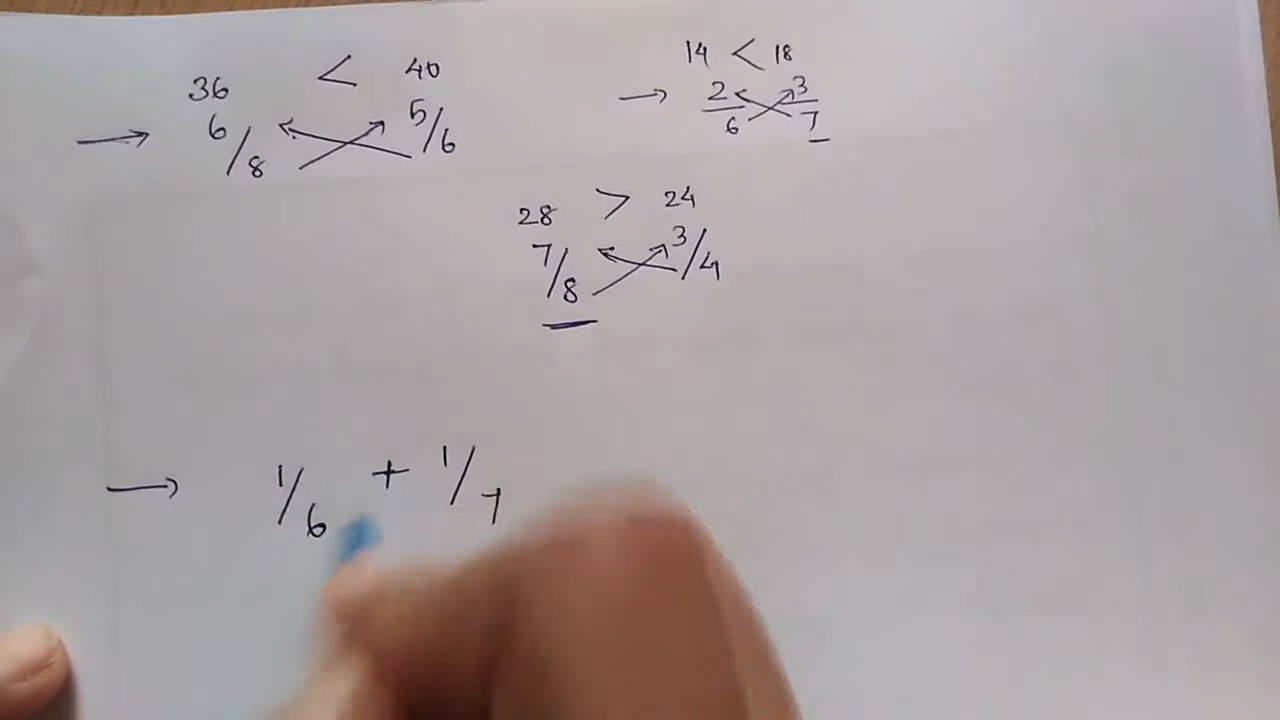 36 < 40
→ 6/8 5/6
14 < 18
→ 2/6 3/7
28 > 24
7/8 3/4
→ 1/6 + 1/7